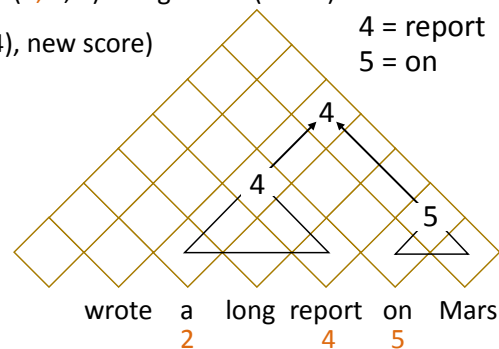 4), new score)
4 = report
5 = on
4
4
5
wrote a long report on Mars
2 4 5